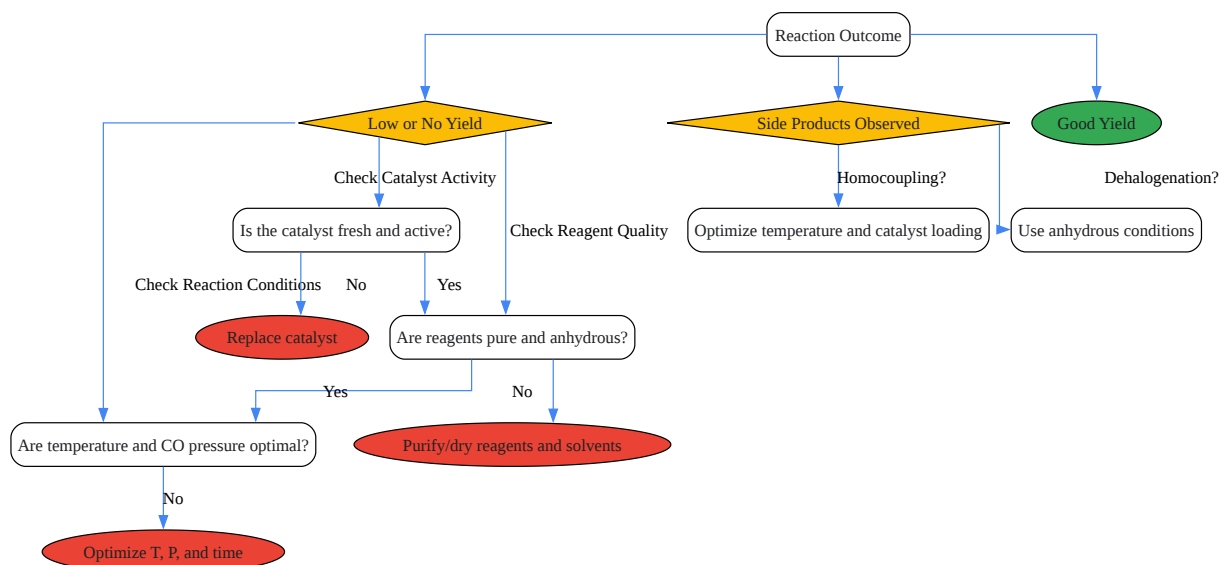 Reaction Outcome
Low or No Yield
Side Products Observed
Good Yield
Check Catalyst Activity
Homocoupling?
Dehalogenation?
Is the catalyst fresh and active?
Check Reagent Quality
Optimize temperature and catalyst loading
Use anhydrous conditions
Check Reaction Conditions
No
Yes
Replace catalyst
Are reagents pure and anhydrous?
Yes
No
Are temperature and CO pressure optimal?
Purify/dry reagents and solvents
No
Optimize T, P, and time